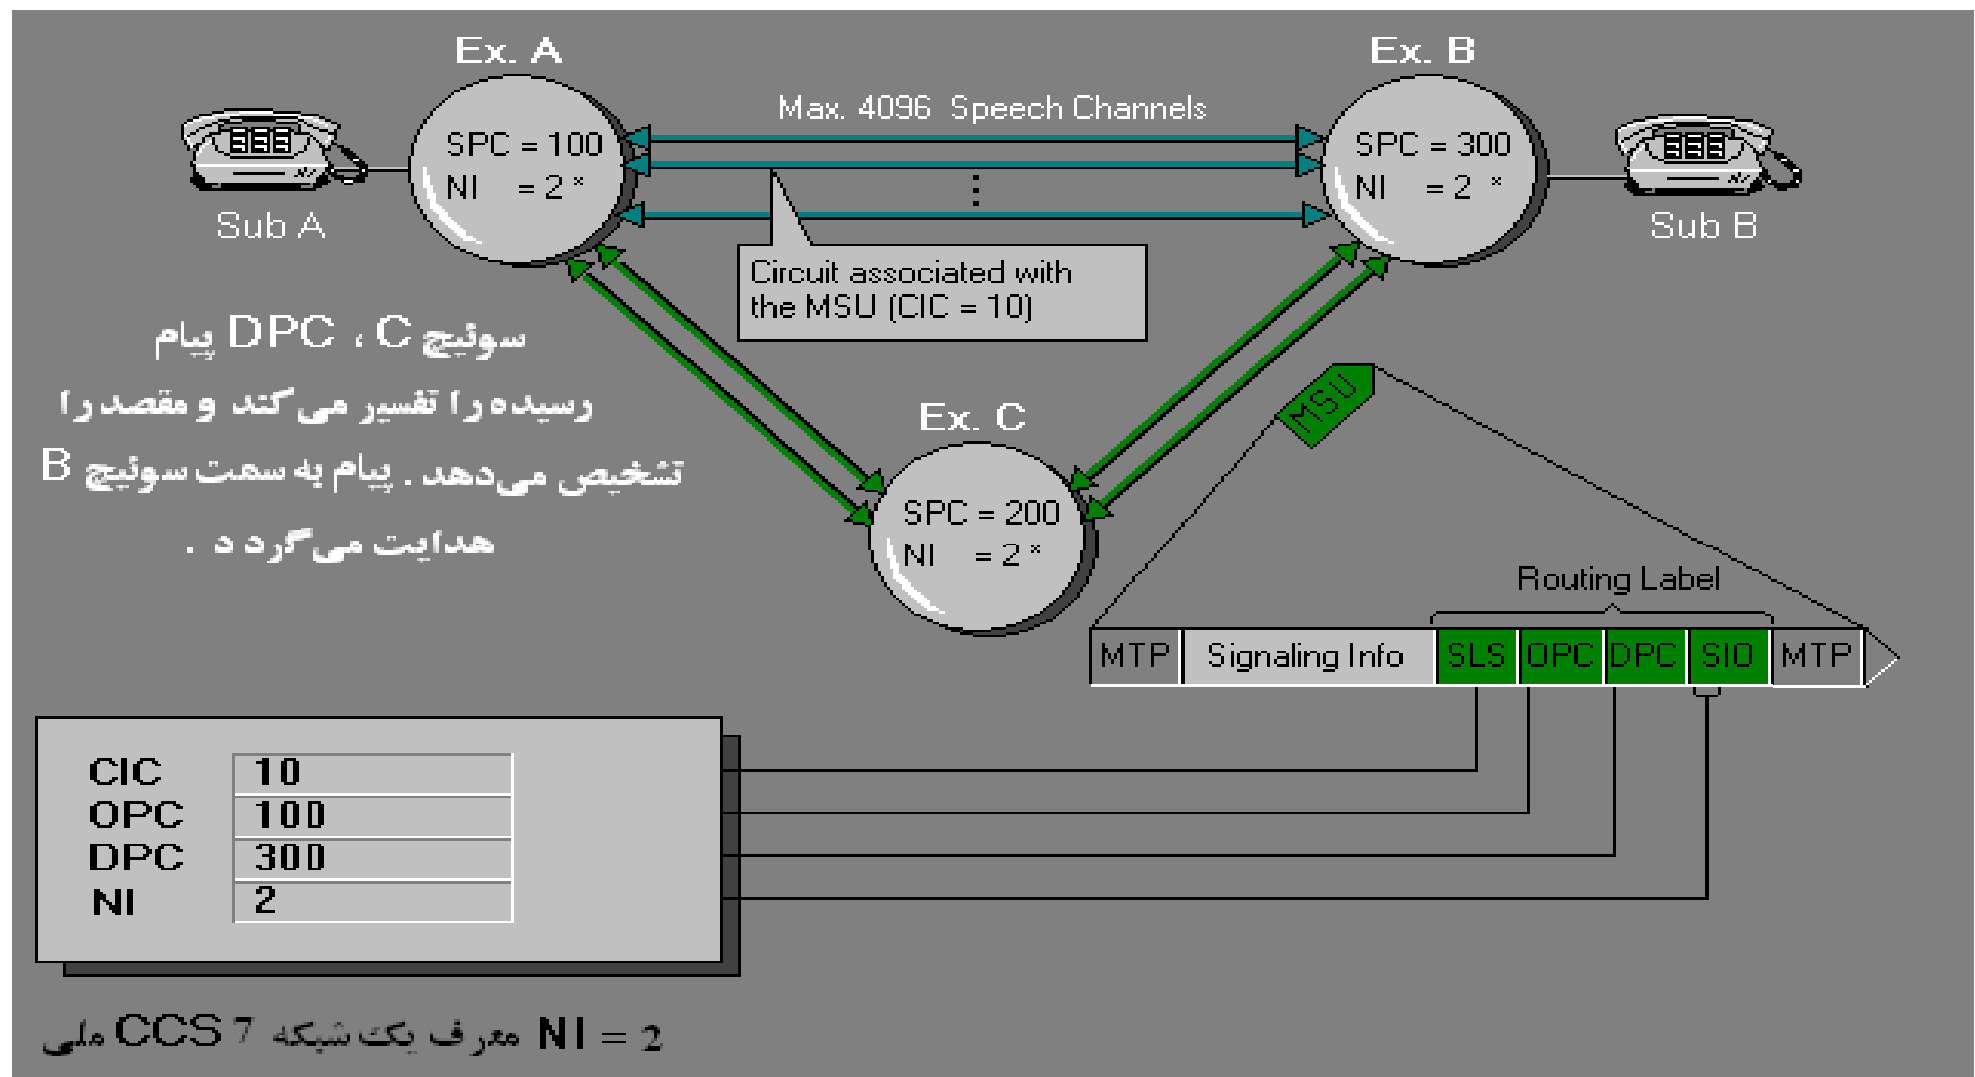 Ex. A
Ex. B
Max. 4096 Speech Channels
SPC = 100
NI = 2 *
SPC = 300
NI = 2 *
Sub A
Sub B
Circuit associated with
the MSU (CIC = 10)
سوئیچ C ، DPC پیام
رسیده را تفسیر می کند و مقصد را
تشخیص می‌دهد . پیام به سمت سوئیچ B
هدایت می‌گردد .
MSU
Ex. C
SPC = 200
NI = 2 *
Routing Label
MTP Signaling Info SLS OPC DPC SIO MTP
CIC 10
OPC 100
DPC 300
NI 2
NI = 2 معرف یک شبکه CCS 7 ملی